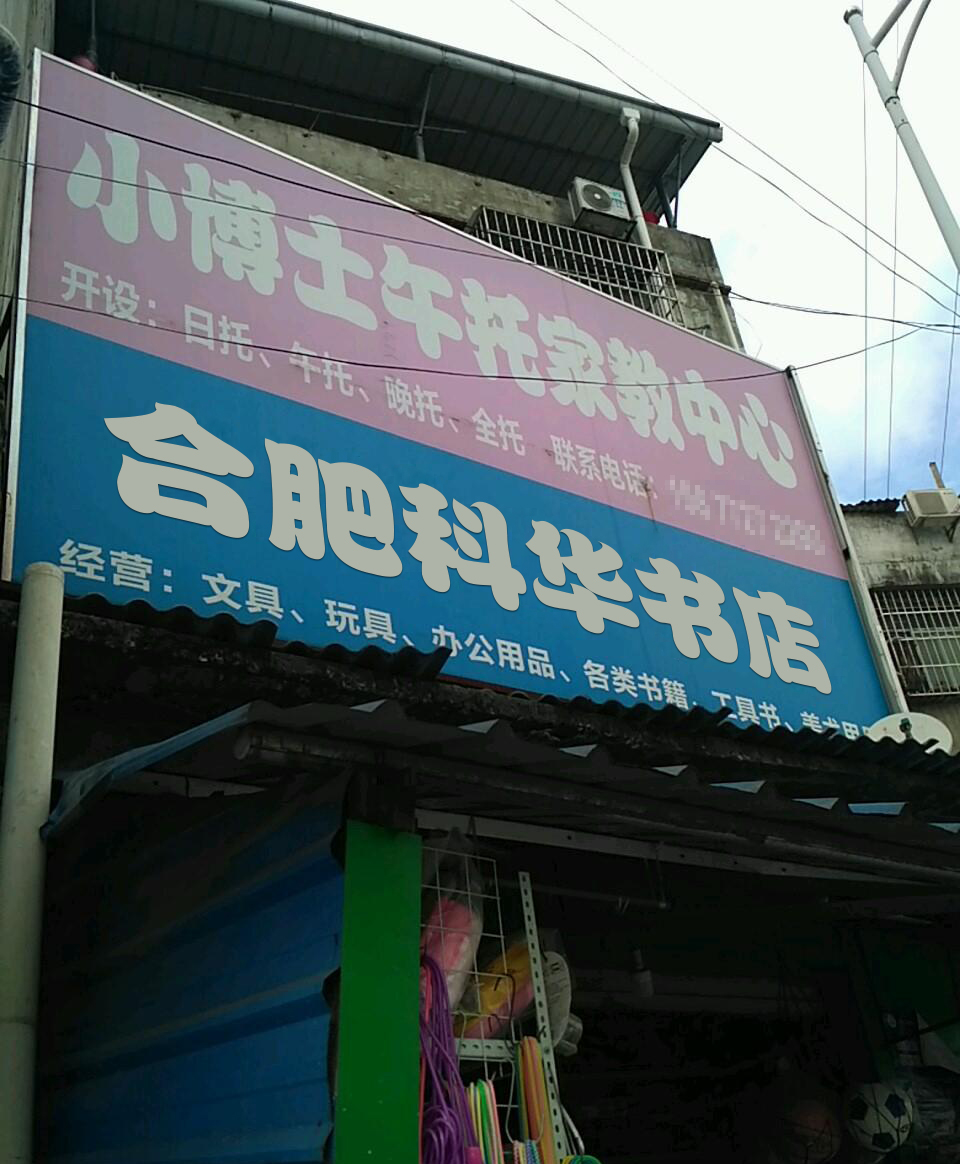 小博士午托家教中心
开设：日托、午托、晚托、全托 联系电话：
合肥科华书店
经营：文具、玩具、办公用品、各类书籍、工具书、美术用